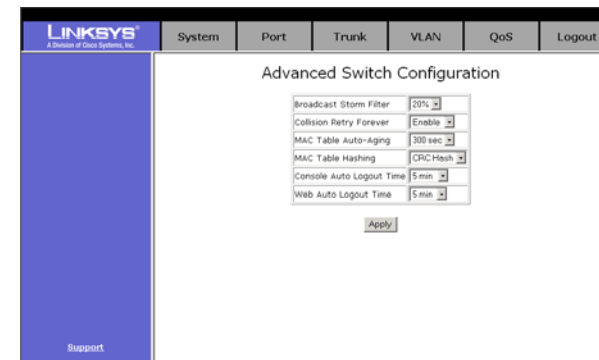 LINKSYS®
A Division of Cisco Systems, Inc.
System Port Trunk VLAN QoS Logout
Advanced Switch Configuration
Broadcast Storm Filter 20%
Collision Retry Forever Enable
MAC Table Auto-Aging 300 sec
MAC Table Hashing CRC Hash
Console Auto Logout Time 5 min
Web Auto Logout Time 5 min
Apply
Support